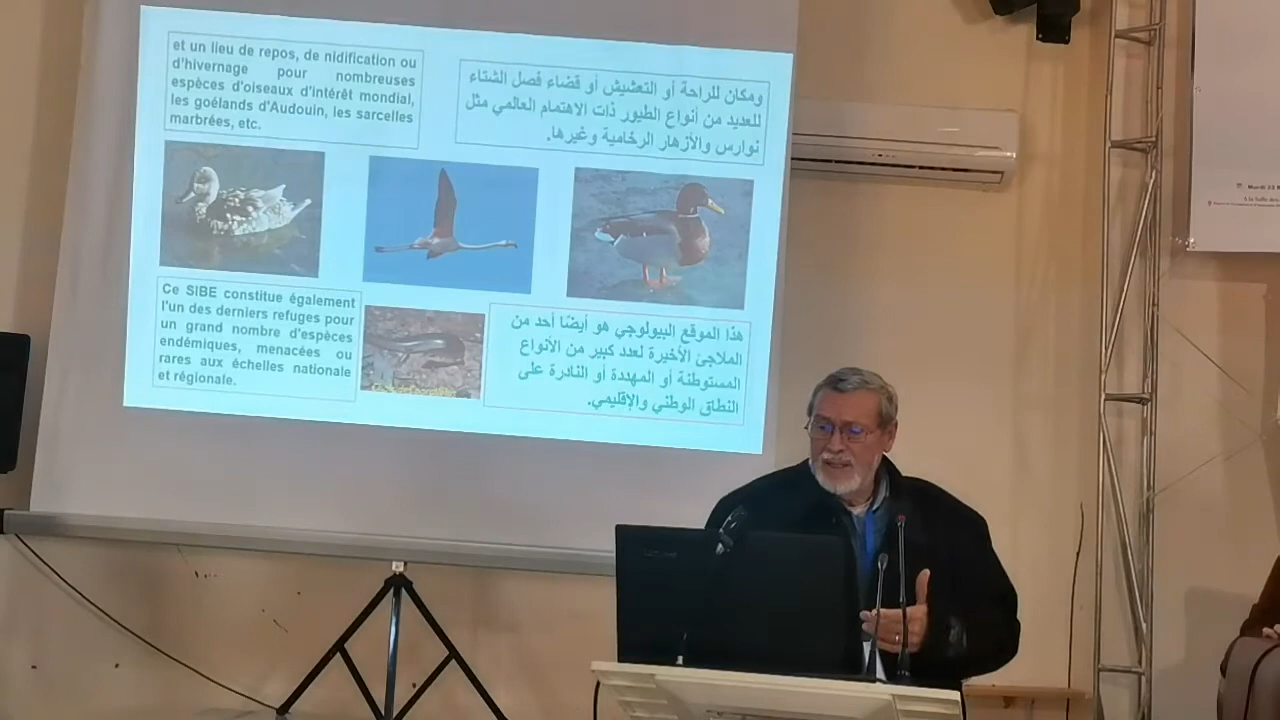 et un lieu de repos, de nidification ou
d'hivernage pour nombreuses
espèces d'oiseaux d'intérêt mondial,
les goélands d'Audouin, les sarcelles
marbrées, etc.
ومكان للراحة أو التعشيش أو قضاء فصل الشتاء
للعديد من أنواع الطيور ذات الاهتمام العالمي مثل
نوارس والأزهار الرخامية وغيرها.
Ce SIBE constitue également
l'un des derniers refuges pour
un grand nombre d'espèces
endémiques, menacées ou
rares aux échelles nationale
et régionale.
هذا الموقع البيولوجي هو أيضًا أحد من
الملاجئ الأخيرة لعدد كبير من الأنواع
المستوطنة أو المهددة أو النادرة على
النطاق الوطني والإقليمي.